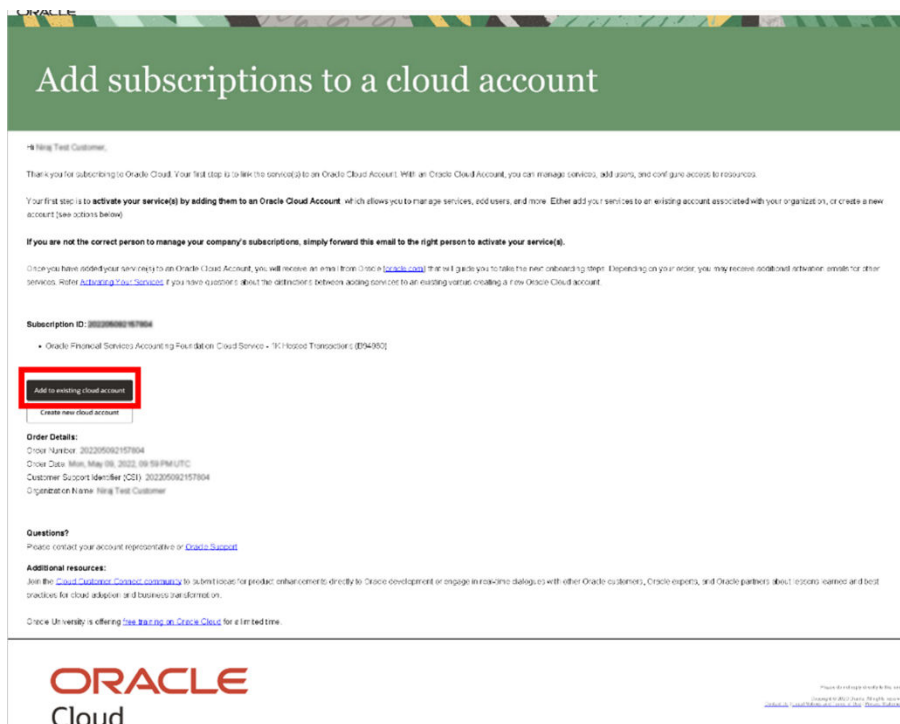 ORACLE
Add subscriptions to a cloud account
Hi Niraj Test Customer,
Thank you for subscribing to Oracle Cloud. Your first step is to link the service(s) to an Oracle Cloud Account. With an Oracle Cloud Account, you can manage services, add users, and configure access to resources.
Your first step is to activate your service(s) by adding them to an Oracle Cloud Account, which allows you to manage services, add users, and more. Either add your services to an existing account associated with your organization, or create a new
account (see options below)
If you are not the correct person to manage your company's subscriptions, simply forward this email to the right person to activate your service(s).
Once you have added your service(s) to an Oracle Cloud Account, you will receive an email from Oracle (oracle.com) that will guide you to take the next onboarding steps. Depending on your order, you may receive additional activation emails for other
services. Refer Activating Your Services if you have questions about the distinctions between adding services to an existing versus creating a new Oracle Cloud account.
Subscription ID: 202205092157804
• Oracle Financial Services Accounting Foundation Cloud Service - 1K Hosted Transactions (B94960)
Add to existing cloud account
Create new cloud account
Order Details:
Order Number: 202205092157804
Order Date: Mon, May 09, 2022, 09:59 PM UTC
Customer Support Identifier (CSI): 202205092157804
Organization Name: Niraj Test Customer
Questions?
Please contact your account representative or Oracle Support
Additional resources:
Join the Cloud Customer Connect community to submit ideas for product enhancements directly to Oracle development or engage in real-time dialogues with other Oracle customers, Oracle experts, and Oracle partners about lessons learned and best
practices for cloud adoption and business transformation.
Oracle University is offering free training on Oracle Cloud for a limited time.
ORACLE
Cloud